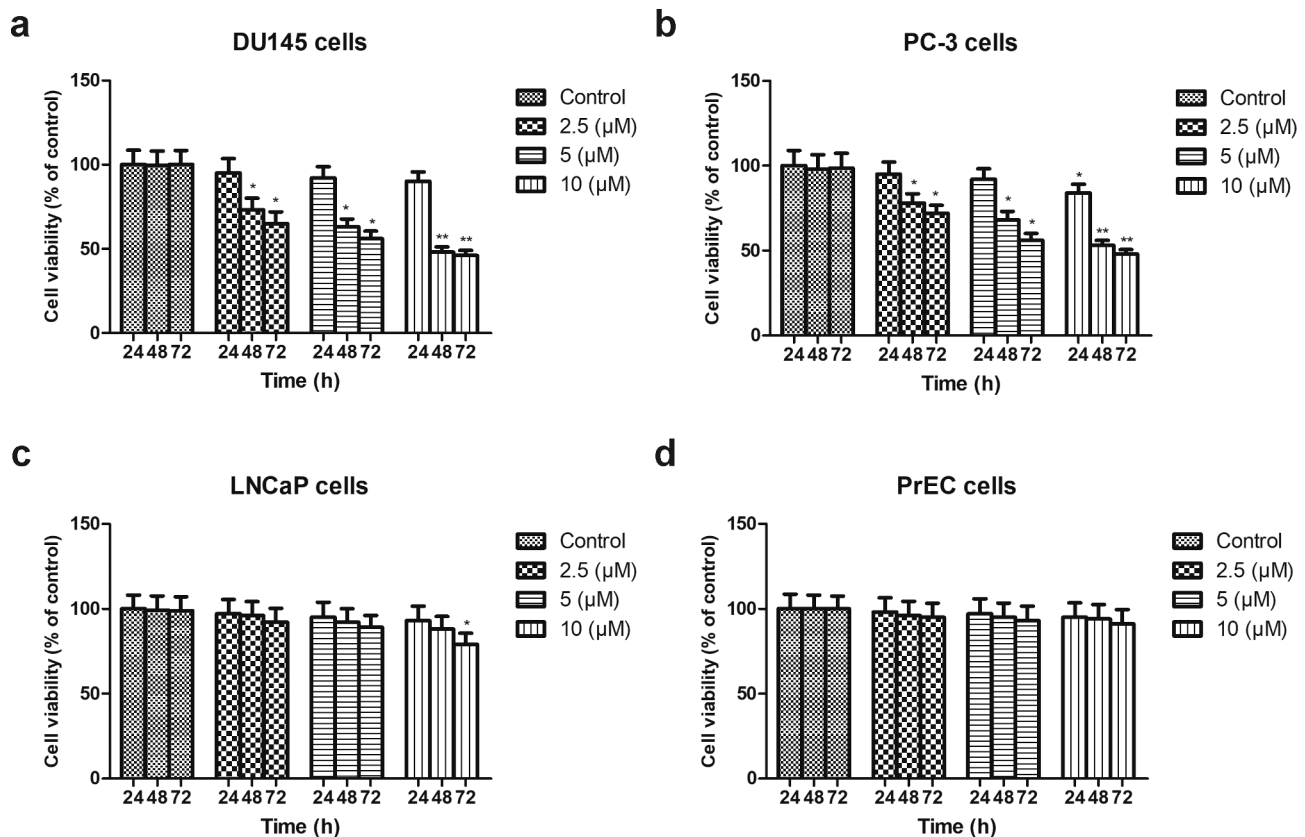 a
DU145 cells
Cell viability (% of control)
150
100
50
0
* *
* *
** **
24 48 72 24 48 72 24 48 72 24 48 72
Time (h)
Control
2.5 (µM)
5 (µM)
10 (µM)
b
PC-3 cells
Cell viability (% of control)
150
100
50
0
* *
* *
* ** **
24 48 72 24 48 72 24 48 72 24 48 72
Time (h)
Control
2.5 (µM)
5 (µM)
10 (µM)
c
LNCaP cells
Cell viability (% of control)
150
100
50
0
*
24 48 72 24 48 72 24 48 72 24 48 72
Time (h)
Control
2.5 (µM)
5 (µM)
10 (µM)
d
PrEC cells
Cell viability (% of control)
150
100
50
0
24 48 72 24 48 72 24 48 72 24 48 72
Time (h)
Control
2.5 (µM)
5 (µM)
10 (µM)